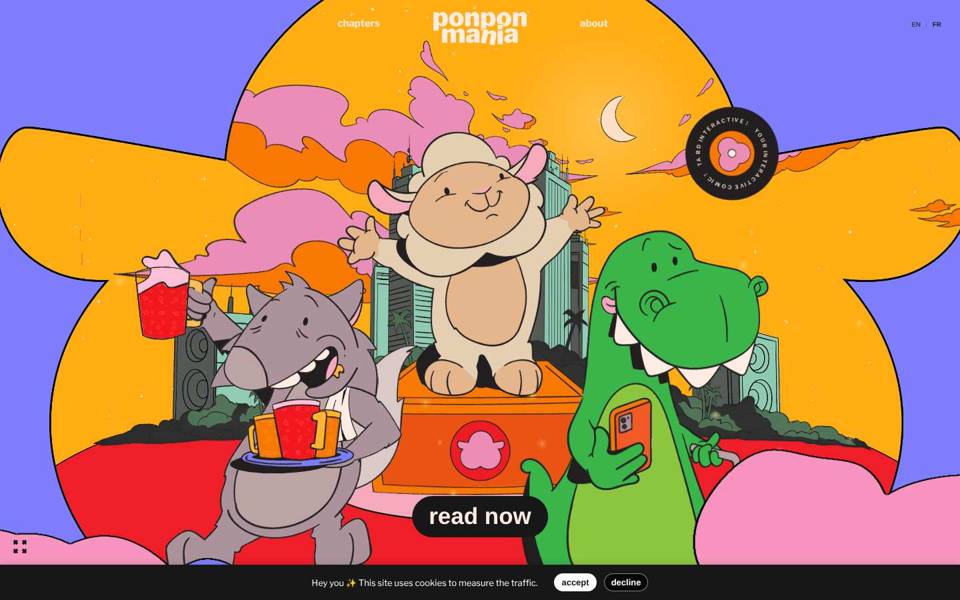 chapters
ponpon
mania
about
EN | FR
YOUR INTERACTIVE COMIC !
TA BD INTERACTIVE !
read now
Hey you ✨ This site uses cookies to measure the traffic.
accept
decline